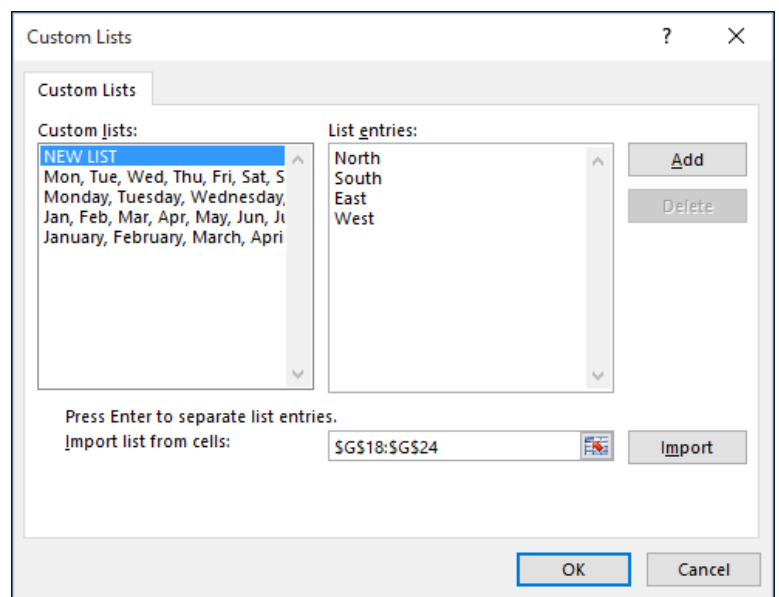 Custom Lists
?
Custom Lists
Custom lists:
List entries:
NEW LIST
Mon, Tue, Wed, Thu, Fri, Sat, S
Monday, Tuesday, Wednesday,
Jan, Feb, Mar, Apr, May, Jun, Ju
January, February, March, Apri
North
South
East
West
Add
Delete
Press Enter to separate list entries.
Import list from cells:
$G$18:$G$24
Import
OK
Cancel